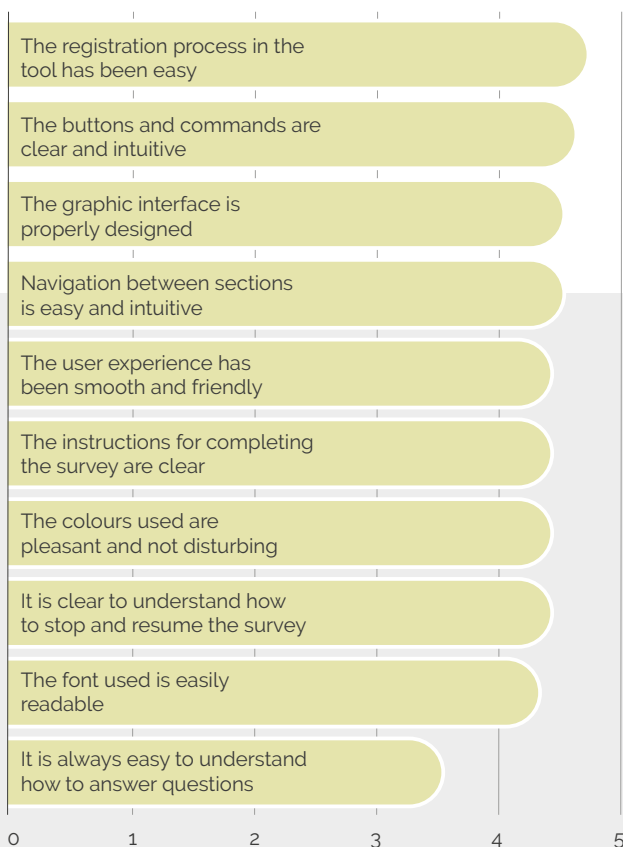 The registration process in the
tool has been easy
The buttons and commands are
clear and intuitive
The graphic interface is
properly designed
Navigation between sections
is easy and intuitive
The user experience has
been smooth and friendly
The instructions for completing
the survey are clear
The colours used are
pleasant and not disturbing
It is clear to understand how
to stop and resume the survey
The font used is easily
readable
It is always easy to understand
how to answer questions
0 1 2 3 4 5